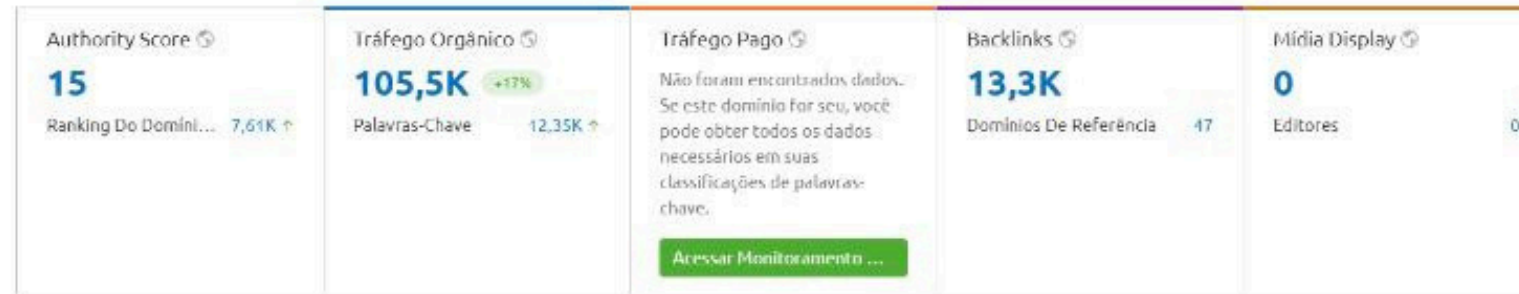 Authority Score
15
Ranking Do Domíni... 7,61K ↑
Tráfego Orgânico
105,5K +17%
Palavras-Chave 12,35K ↑
Tráfego Pago
Não foram encontrados dados.
Se este domínio for seu, você
pode obter todos os dados
necessários em suas
classificações de palavras-
chave.
Acessar Monitoramento ...
Backlinks
13,3K
Domínios De Referência 47
Mídia Display
0
Editores 0